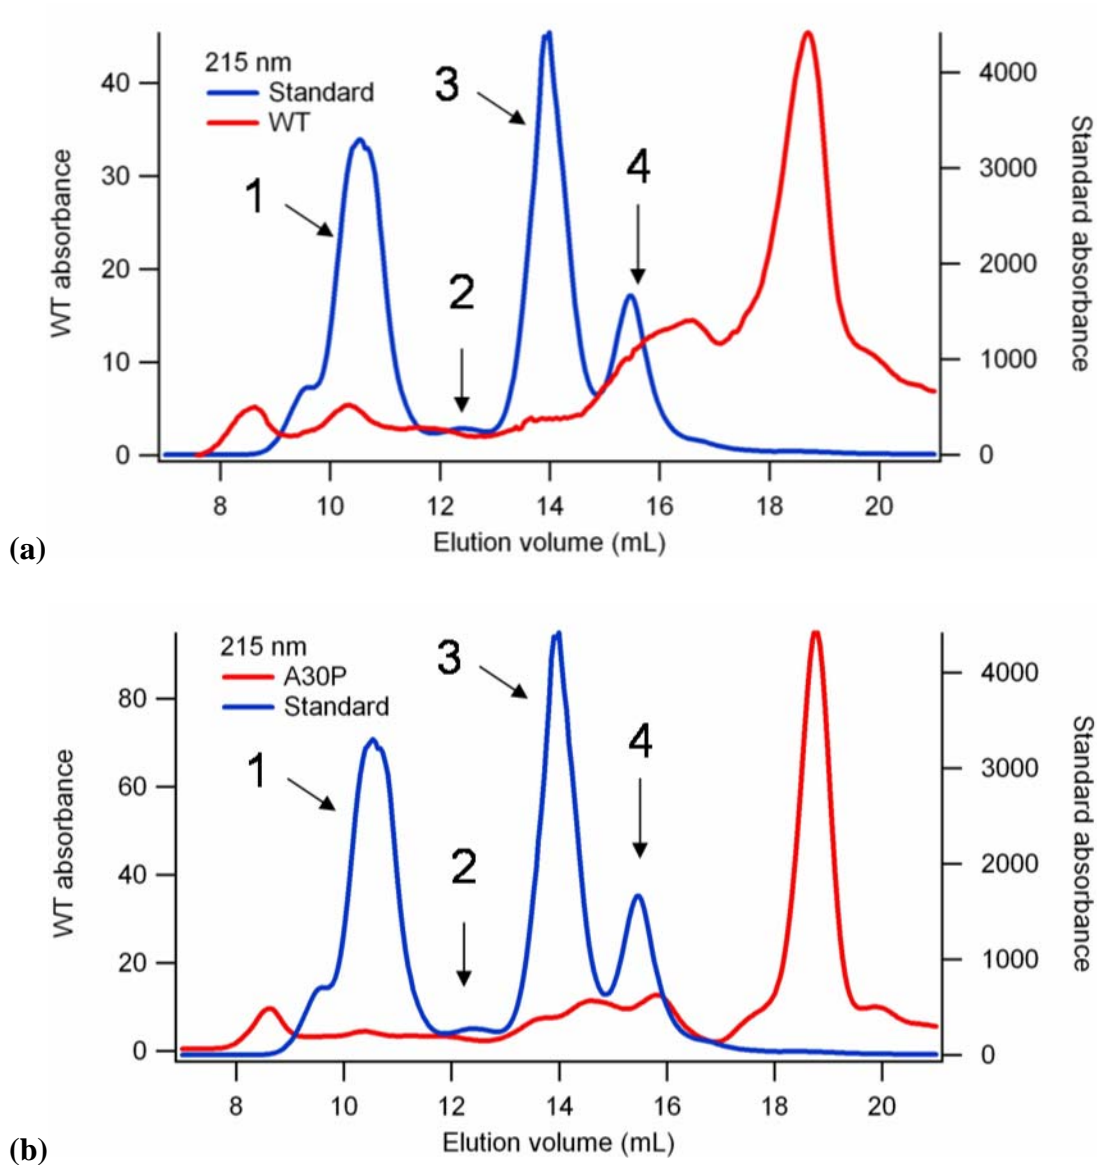 215 nm
Standard
WT
1
2
3
4
WT absorbance
40
30
20
10
0
Standard absorbance
4000
3000
2000
1000
0
8 10 12 14 16 18 20
Elution volume (mL)
(a)
215 nm
A30P
Standard
1
2
3
4
WT absorbance
80
60
40
20
0
Standard absorbance
4000
3000
2000
1000
0
8 10 12 14 16 18 20
Elution volume (mL)
(b)